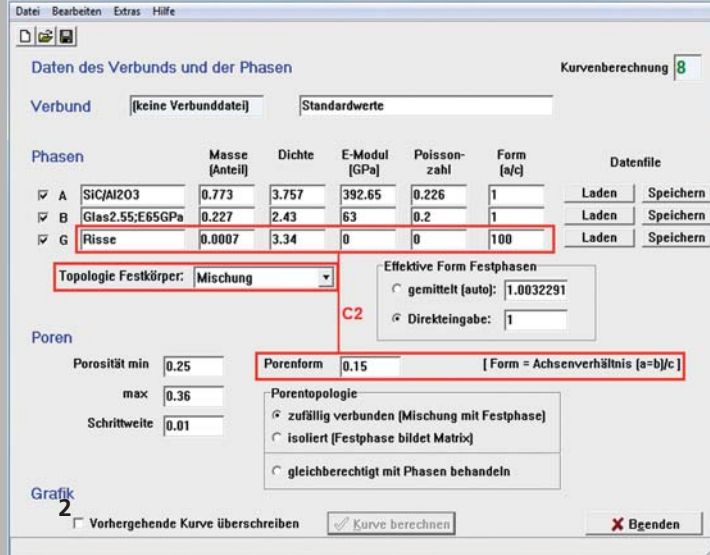 Datei Bearbeiten Extras Hilfe
Daten des Verbunds und der Phasen Kurvenberechnung 8
Verbund (keine Verbunddatei) Standardwerte
Phasen Masse (Anteil) Dichte E-Modul [GPa] Poisson-zahl Form (a/c) Datenfile
A SiC/Al2O3 0.773 3.757 392.65 0.226 1 Laden Speichern
B Glas2.55;E65GPa 0.227 2.43 63 0.2 1 Laden Speichern
G Risse 0.0007 3.34 0 0 100 Laden Speichern
Topologie Festkörper: Mischung
Effektive Form Festphasen
gemittelt (auto): 1.0032291
C2
Direkteingabe: 1
Poren
Porosität min 0.25
Porenform 0.15 [ Form = Achsenverhältnis (a=b)/c ]
max 0.36
Porentopologie
Schrittweite 0.01
zufällig verbunden (Mischung mit Festphase)
isoliert (Festphase bildet Matrix)
gleichberechtigt mit Phasen behandeln
Grafik
2
Vorhergehende Kurve überschreiben Kurve berechnen Beenden